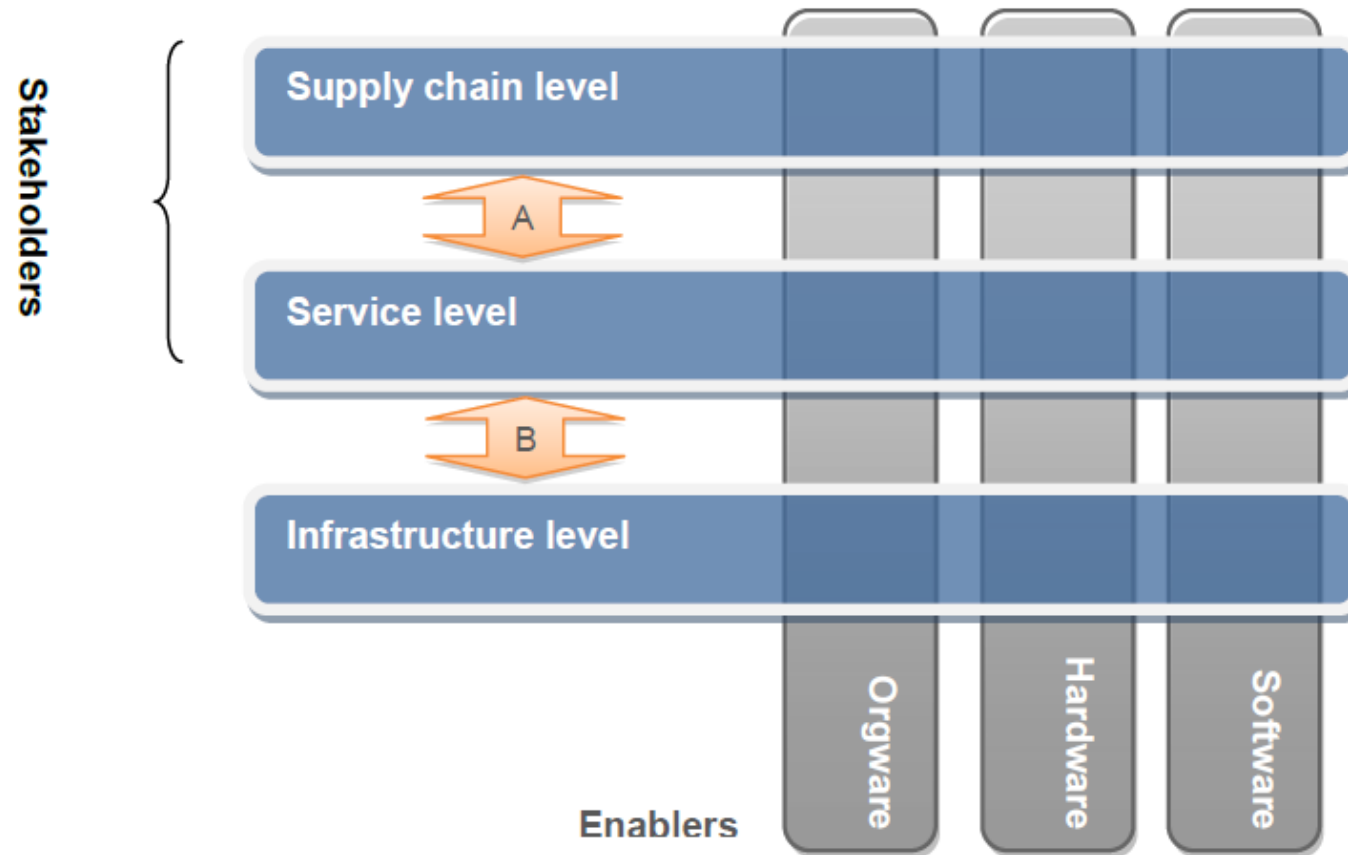 Stakeholders
Supply chain level
A
Service level
B
Infrastructure level
Orgware
Hardware
Software
Enablers